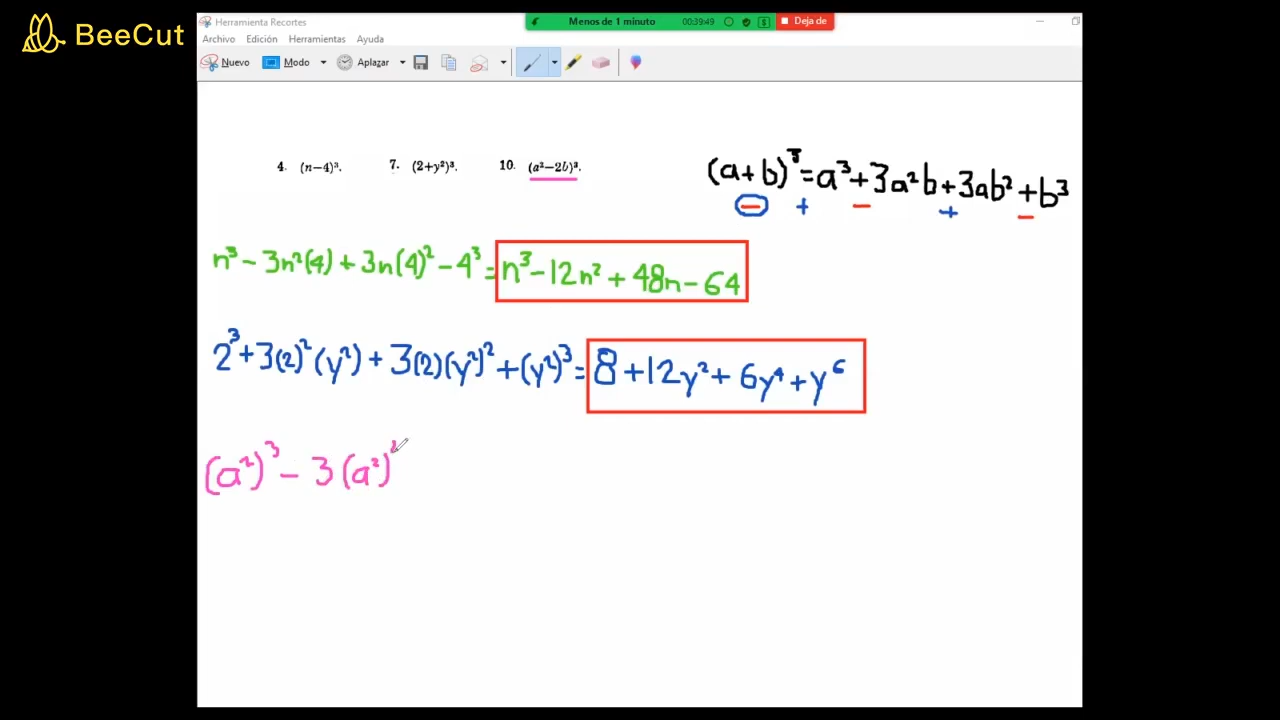 BeeCut
Herramienta Recortes
Menos de 1 minuto 00:39:49 Deja de
Archivo Edición Herramientas Ayuda
Nuevo Modo Aplazar
4. (n−4)³. 7. (2+y²)³. 10. (a²−2b)³.
(a+b)³=a³+3a²b+3ab²+b³
− + − + −
n³−3n²(4)+3n(4)²−4³= n³−12n²+48n−64
2³+3(2)²(y²)+3(2)(y²)²+(y²)³= 8+12y²+6y⁴+y⁶
(a²)³−3(a²)²